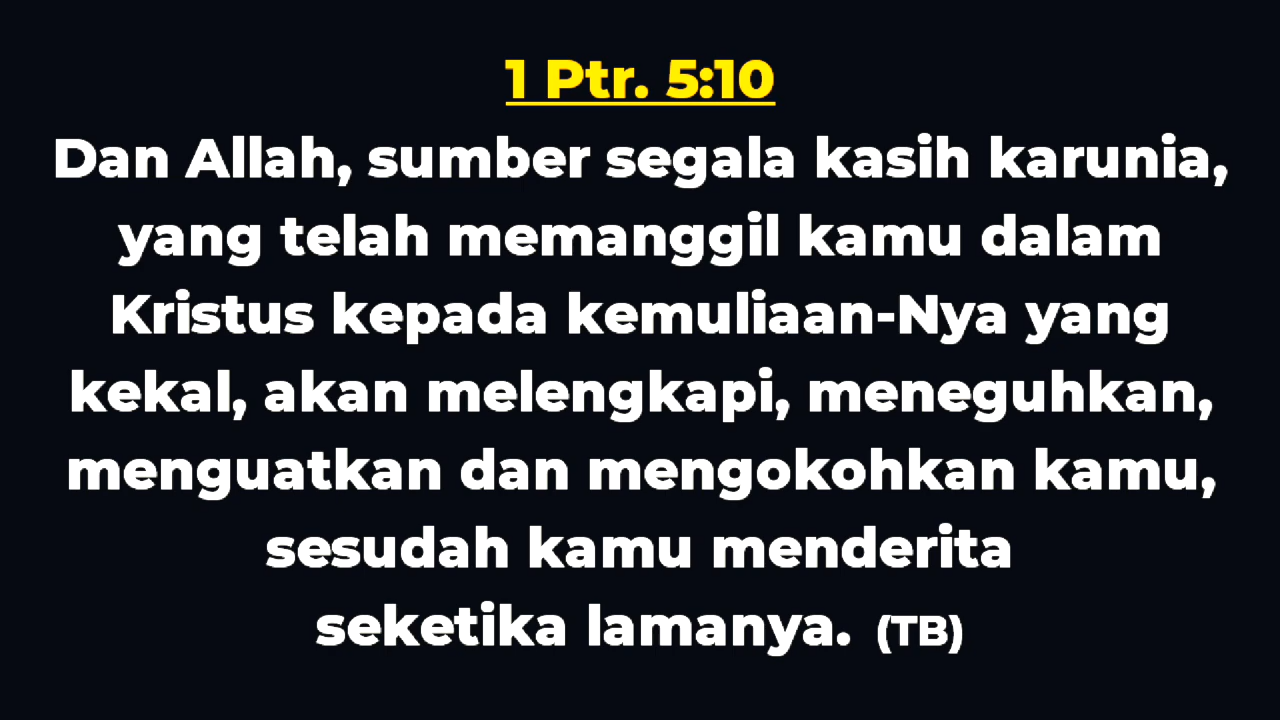 1 Ptr. 5:10
Dan Allah, sumber segala kasih karunia,
yang telah memanggil kamu dalam
Kristus kepada kemuliaan-Nya yang
kekal, akan melengkapi, meneguhkan,
menguatkan dan mengokohkan kamu,
sesudah kamu menderita
seketika lamanya. (TB)